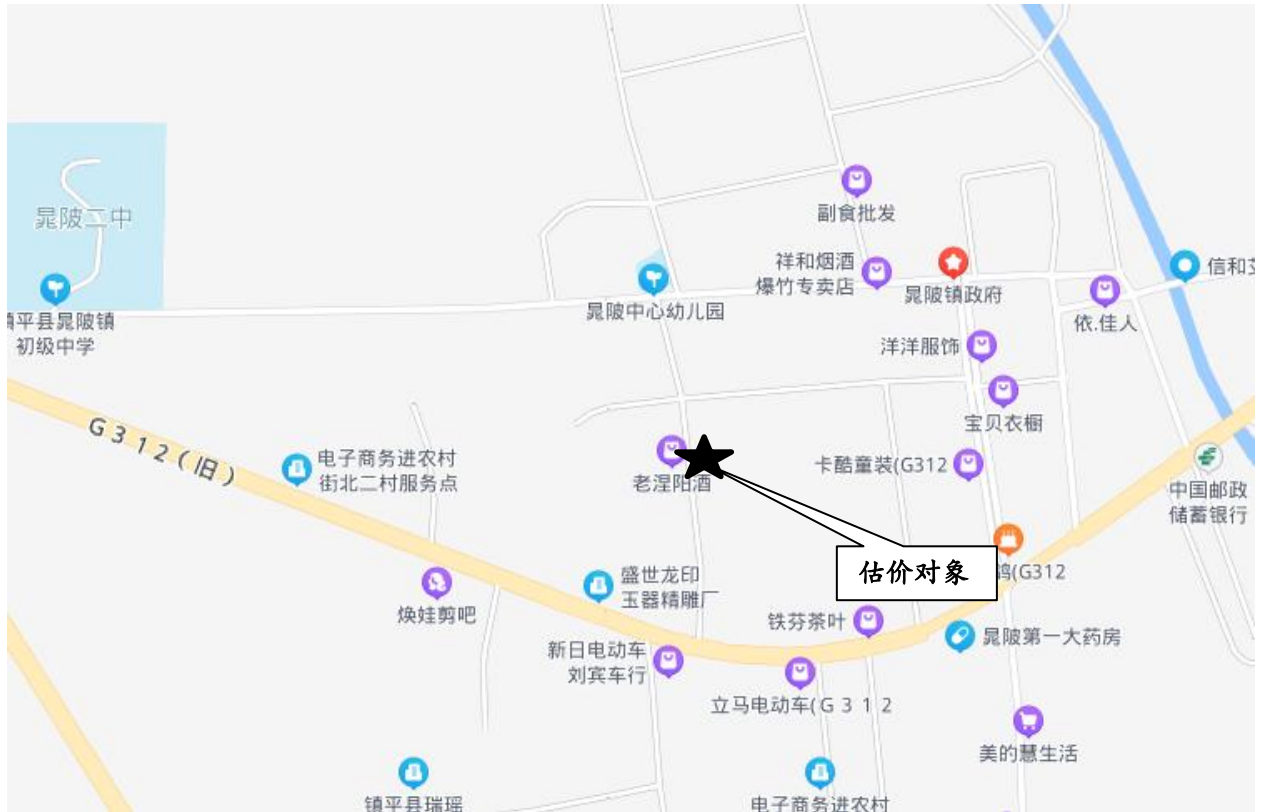 晁陂二中
镇平县晁陂镇
初级中学
副食批发
祥和烟酒
爆竹专卖店
晁陂镇政府
信和
依.佳人
晁陂中心幼儿园
洋洋服饰
宝贝衣橱
G312(旧)
电子商务进农村
街北二村服务点
老涅阳酒
卡酷童装(G312
中国邮政
储蓄银行
估价对象
鸽(G312
盛世龙印
玉器精雕厂
焕娃剪吧
铁芬茶叶
晁陂第一大药房
新日电动车
刘宾车行
立马电动车(G312
美的慧生活
镇平县瑞瑶
电子商务进农村